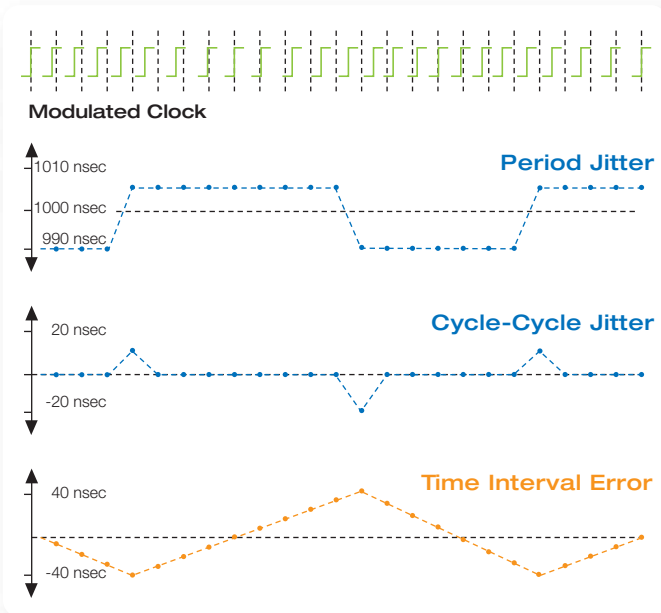 Modulated Clock
Period Jitter
1010 nsec
1000 nsec
990 nsec
Cycle-Cycle Jitter
20 nsec
-20 nsec
Time Interval Error
40 nsec
-40 nsec